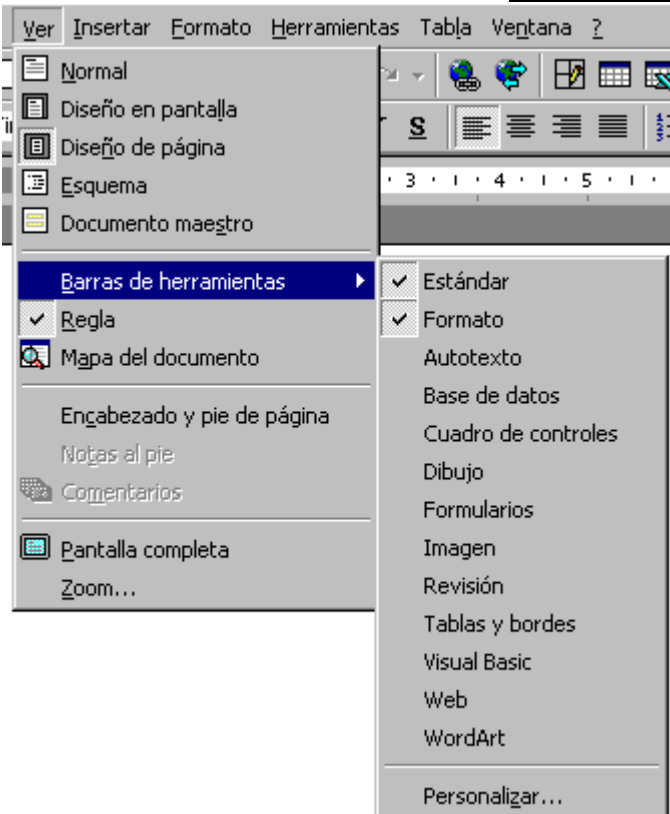 Ver Insertar Formato Herramientas Tabla Ventana ?
Normal
Diseño en pantalla
Diseño de página
Esquema
Documento maestro
Barras de herramientas
Regla
Mapa del documento
Encabezado y pie de página
Notas al pie
Comentarios
Pantalla completa
Zoom...
S
3 4 5
Estándar
Formato
Autotexto
Base de datos
Cuadro de controles
Dibujo
Formularios
Imagen
Revisión
Tablas y bordes
Visual Basic
Web
WordArt
Personalizar...